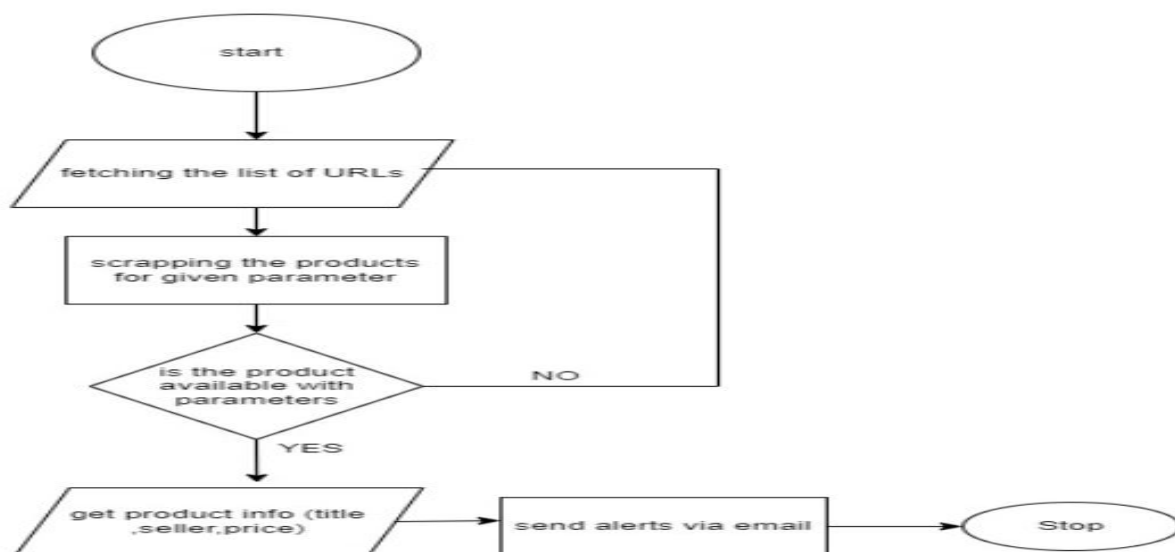 start
fetching the list of URLs
scrapping the products
for given parameter
is the product
available with
parameters
NO
YES
get product info (title
,seller,price)
send alerts via email
Stop